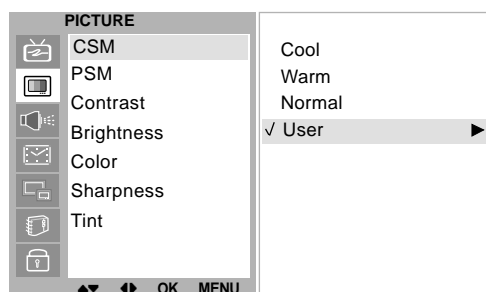 PICTURE
CSM
PSM
Contrast
Brightness
Color
Sharpness
Tint
OK MENU
Cool
Warm
Normal
√ User